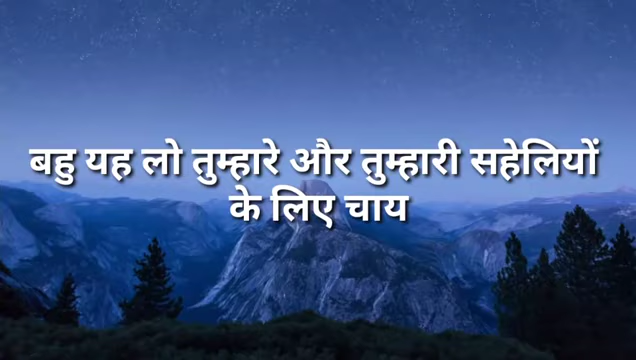 बहु यह लो तुम्हारे और तुम्हारी सहेलियों
के लिए चाय